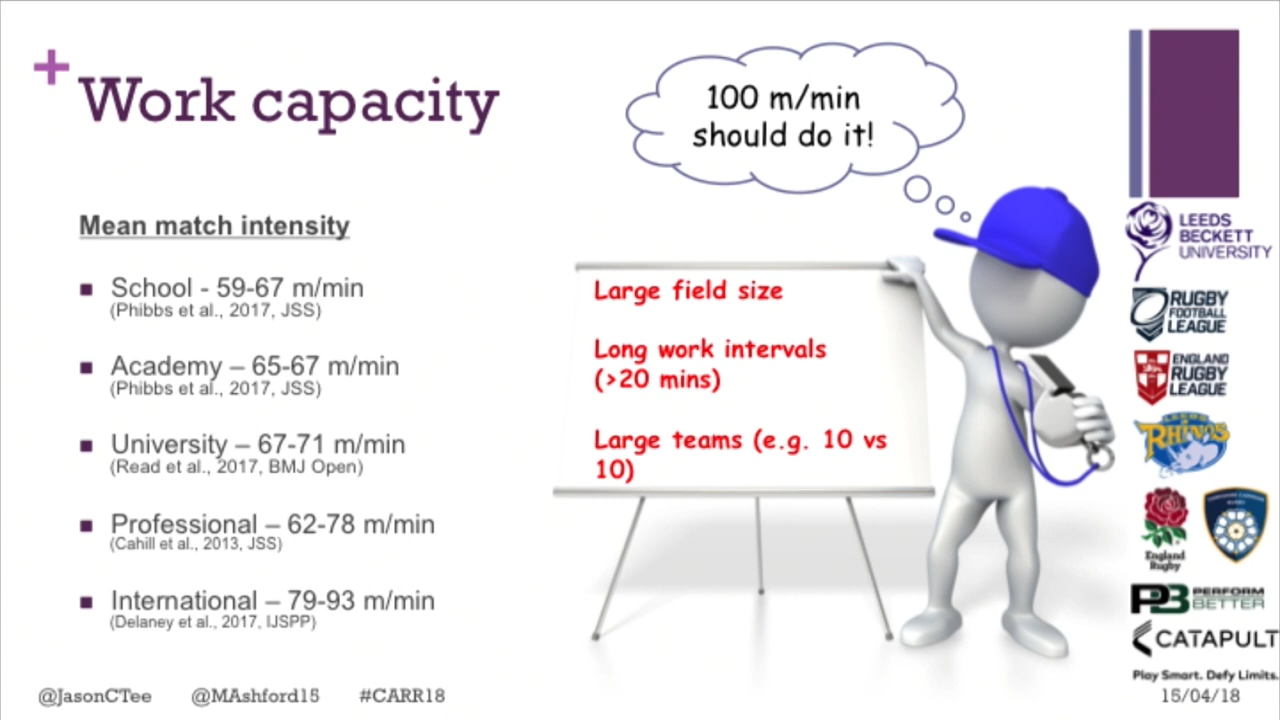 +
Work capacity
100 m/min
should do it!
Mean match intensity
School - 59-67 m/min
(Phibbs et al., 2017, JSS)
Academy – 65-67 m/min
(Phibbs et al., 2017, JSS)
University – 67-71 m/min
(Read et al., 2017, BMJ Open)
Professional – 62-78 m/min
(Cahill et al., 2013, JSS)
International – 79-93 m/min
(Delaney et al., 2017, IJSPP)
Large field size
Long work intervals
(>20 mins)
Large teams (e.g. 10 vs
10)
LEEDS
BECKETT
UNIVERSITY
RUGBY
FOOTBALL
LEAGUE
ENGLAND
RUGBY
LEAGUE
LEEDS
RHINOS
England
Rugby
PB PERFORM
BETTER
CATAPULT
Play Smart. Defy Limits.
@JasonCTee @MAshford15 #CARR18
15/04/18